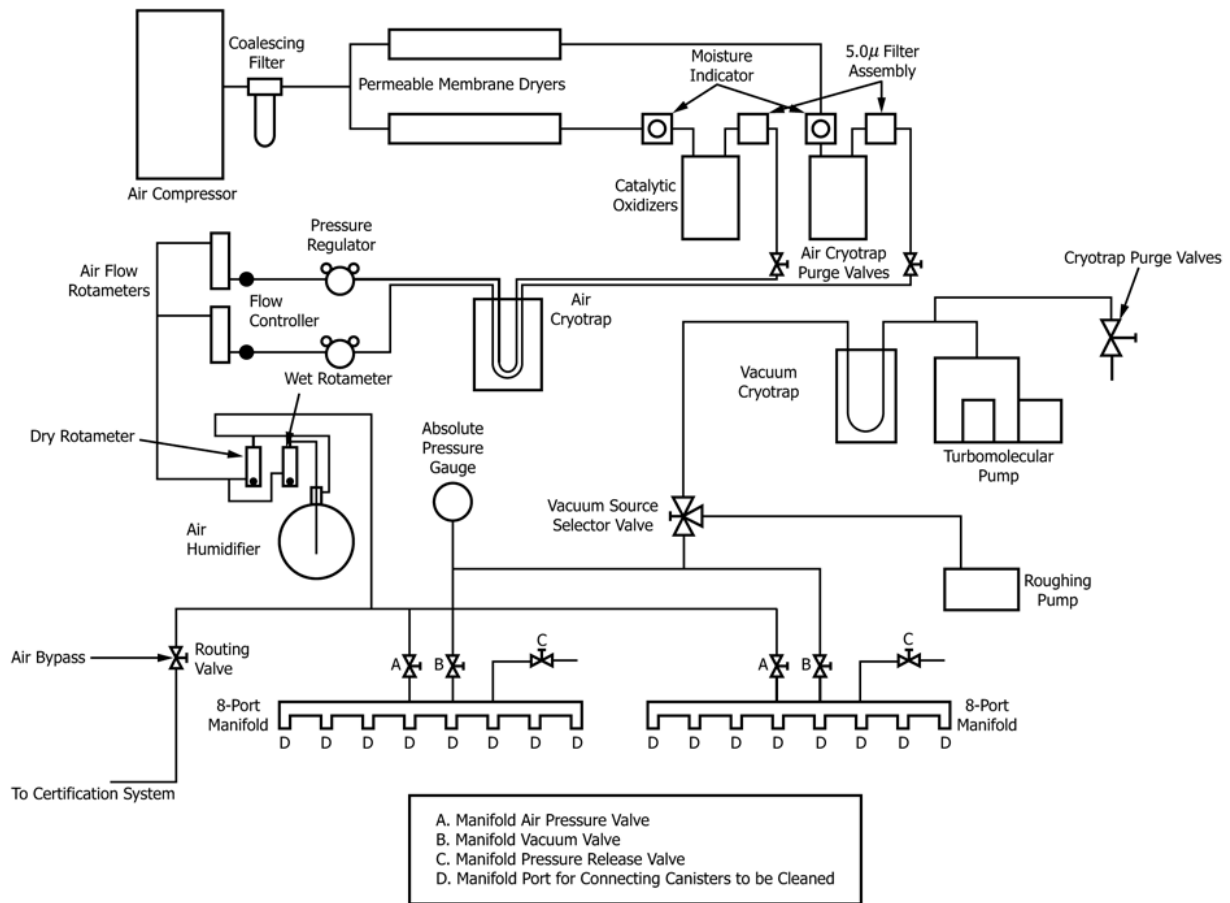 Coalescing
Filter
Air Compressor
Permeable Membrane Dryers
Moisture
Indicator
5.0μ Filter
Assembly
Catalytic
Oxidizers
Air Cryotrap
Purge Valves
Cryotrap Purge Valves
Pressure
Regulator
Air Flow
Rotameters
Flow
Controller
Air
Cryotrap
Wet Rotameter
Dry Rotameter
Vacuum
Cryotrap
Turbomolecular
Pump
Absolute
Pressure
Gauge
Vacuum Source
Selector Valve
Air
Humidifier
Roughing
Pump
Air Bypass
Routing
Valve
A
B
C
A
B
C
8-Port
Manifold
8-Port
Manifold
D D D D D D D D
D D D D D D D D
To Certification System
A. Manifold Air Pressure Valve
B. Manifold Vacuum Valve
C. Manifold Pressure Release Valve
D. Manifold Port for Connecting Canisters to be Cleaned